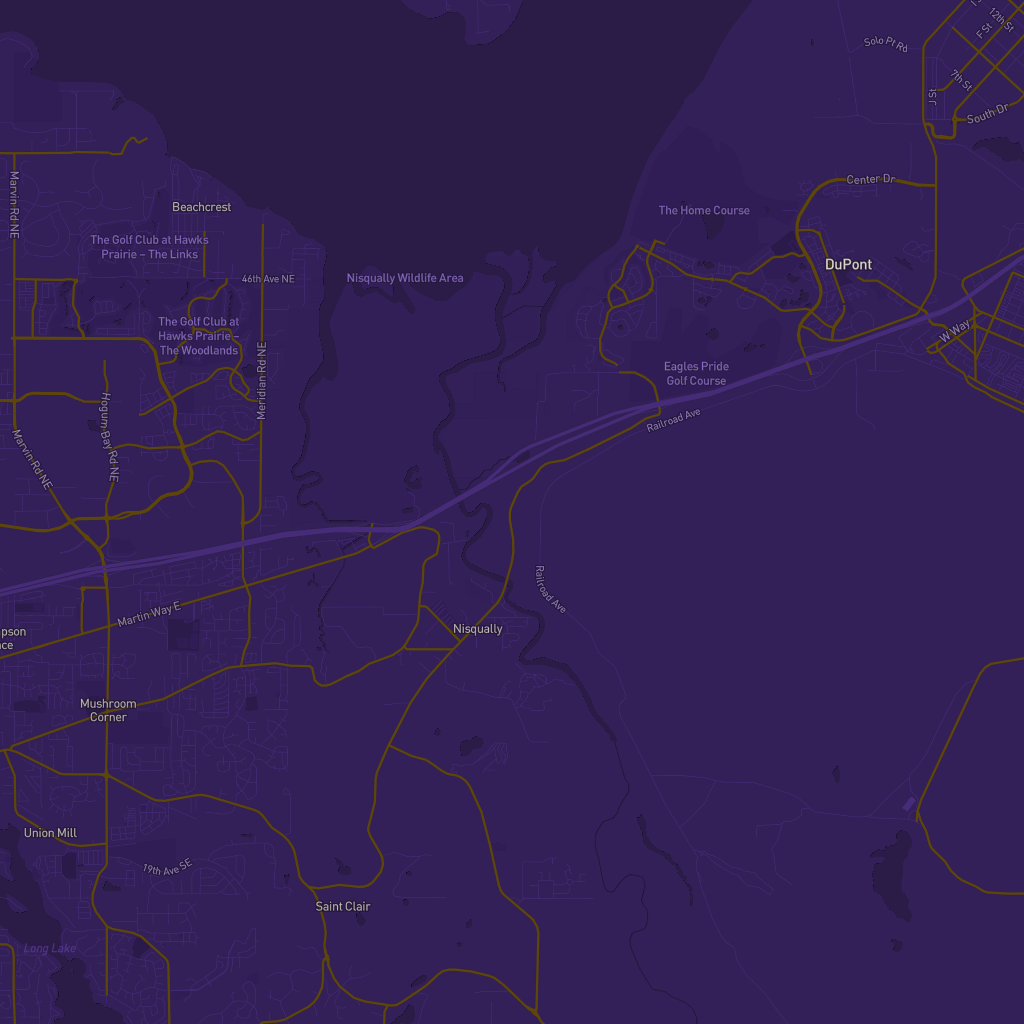 12th St
F St
Solo Pt Rd
7th St
J St
South Dr
Marvin Rd NE
Center Dr
Beachcrest
The Home Course
The Golf Club at Hawks
Prairie – The Links
DuPont
Nisqually Wildlife Area
46th Ave NE
The Golf Club at
Hawks Prairie –
The Woodlands
W Way
Meridian Rd NE
Eagles Pride
Golf Course
Hogum Bay Rd NE
Railroad Ave
Marvin Rd NE
Railroad Ave
Martin Way E
Nisqually
Mushroom
Corner
Union Mill
19th Ave SE
Saint Clair
Long Lake